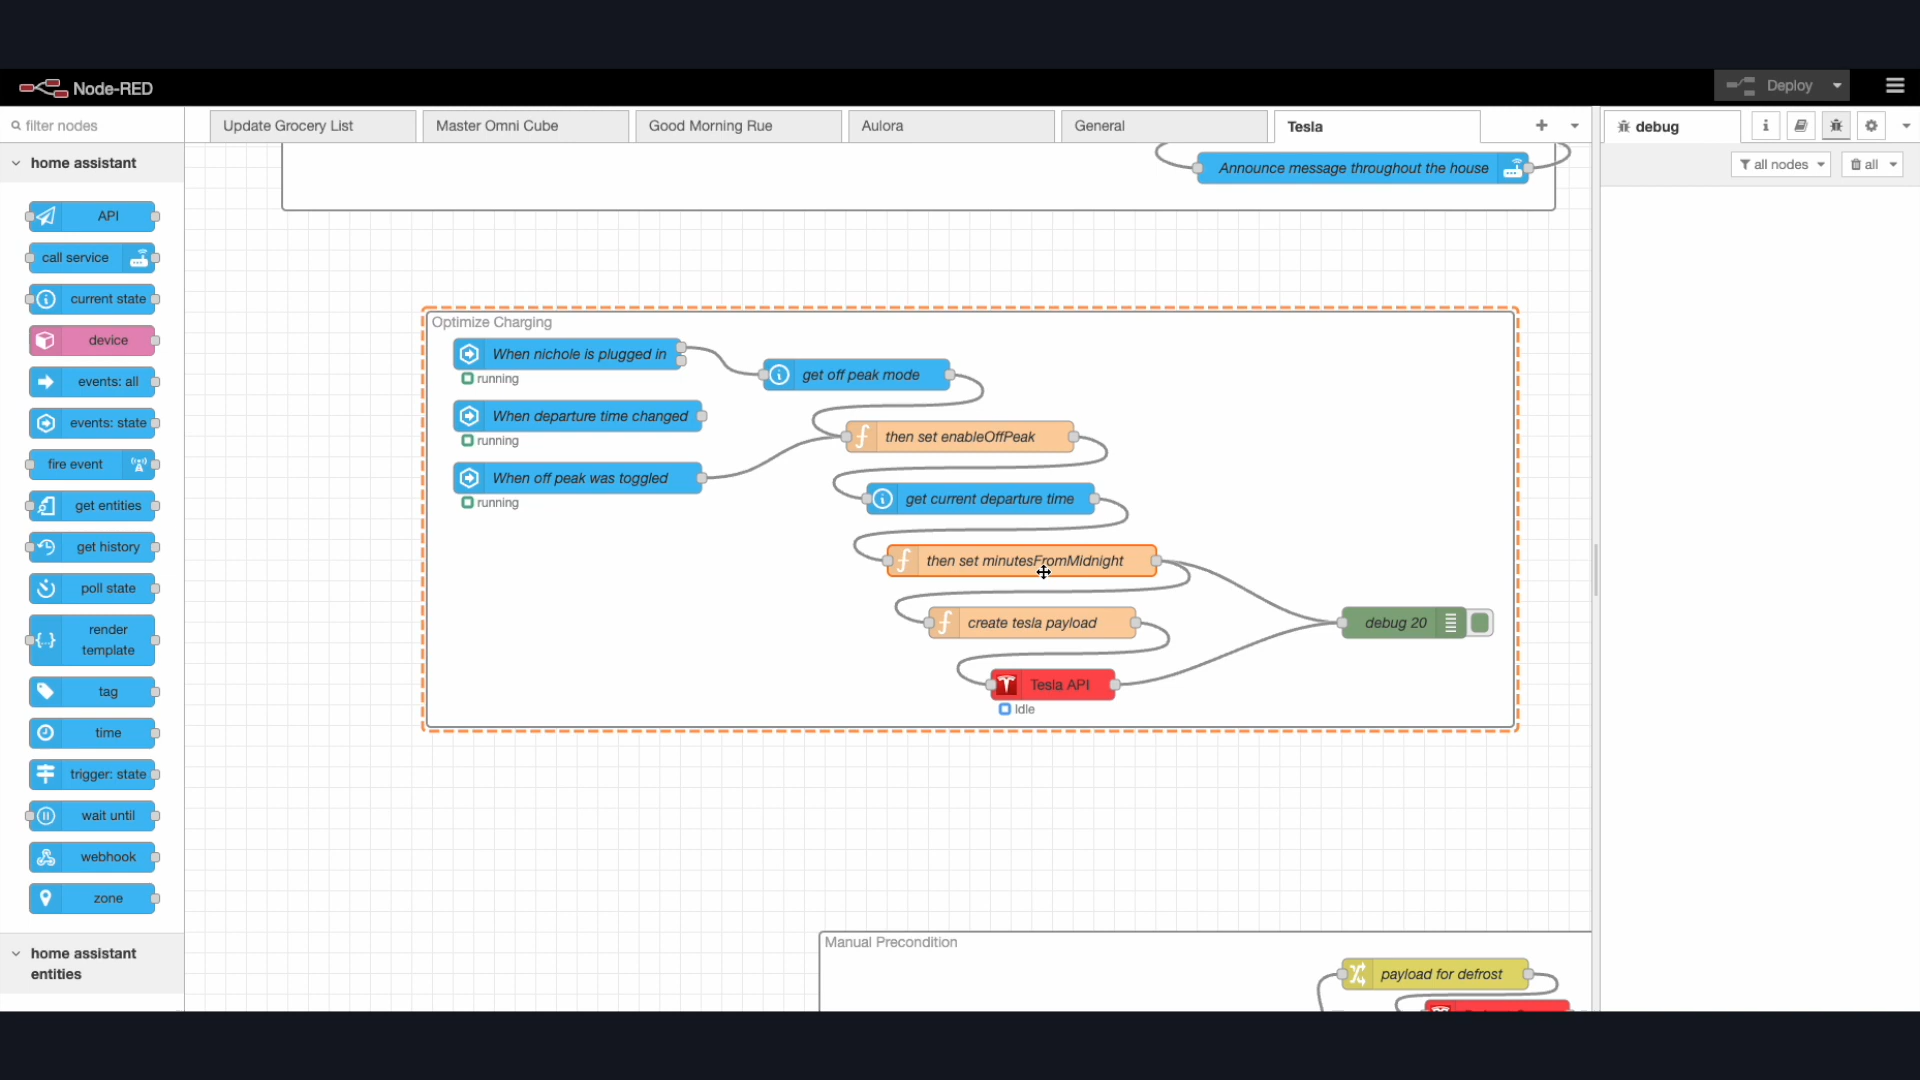 Node-RED
Deploy
filter nodes
Update Grocery List
Master Omni Cube
Good Morning Rue
Aulora
General
Tesla
debug
all nodes
all
home assistant
API
call service
current state
device
events: all
events: state
fire event
get entities
get history
poll state
render
template
tag
time
trigger: state
wait until
webhook
zone
home assistant
entities
Announce message throughout the house
Optimize Charging
When nichole is plugged in
running
When departure time changed
running
When off peak was toggled
running
get off peak mode
then set enableOffPeak
get current departure time
then set minutesFromMidnight
create tesla payload
Tesla API
Idle
debug 20
Manual Precondition
payload for defrost